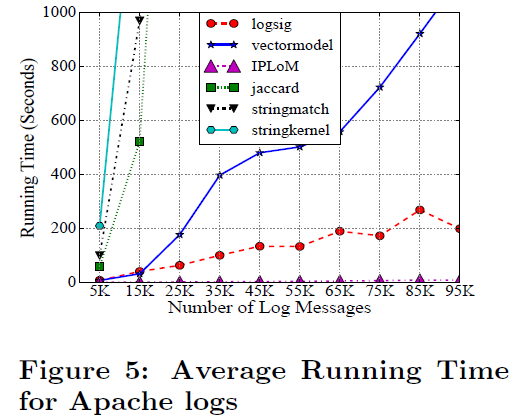 1000
800
600
400
200
0
Running Time (Seconds)
logsig
vectormodel
IPLoM
jaccard
stringmatch
stringkernel
5K 15K 25K 35K 45K 55K 65K 75K 85K 95K
Number of Log Messages
Figure 5: Average Running Time
for Apache logs